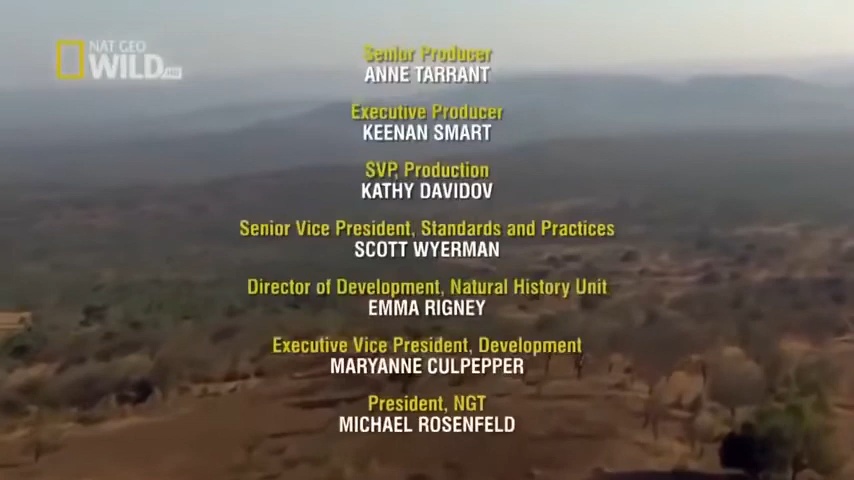 NAT GEO
WILD HD
Senior Producer
ANNE TARRANT
Executive Producer
KEENAN SMART
SVP, Production
KATHY DAVIDOV
Senior Vice President, Standards and Practices
SCOTT WYERMAN
Director of Development, Natural History Unit
EMMA RIGNEY
Executive Vice President, Development
MARYANNE CULPEPPER
President, NGT
MICHAEL ROSENFELD